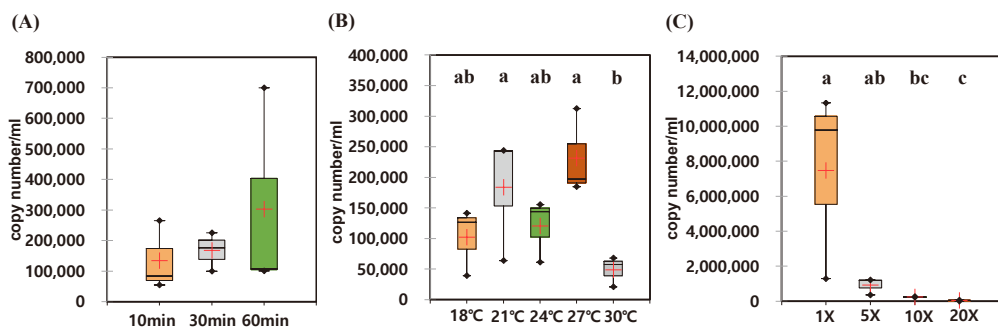 (A)
copy number/ml
800,000
700,000
600,000
500,000
400,000
300,000
200,000
100,000
0
10min 30min 60min
(B)
copy number/ml
400,000
350,000
300,000
250,000
200,000
150,000
100,000
50,000
0
ab a ab a b
18℃ 21℃ 24℃ 27℃ 30℃
(C)
copy number/ml
14,000,000
12,000,000
10,000,000
8,000,000
6,000,000
4,000,000
2,000,000
0
a ab bc c
1X 5X 10X 20X